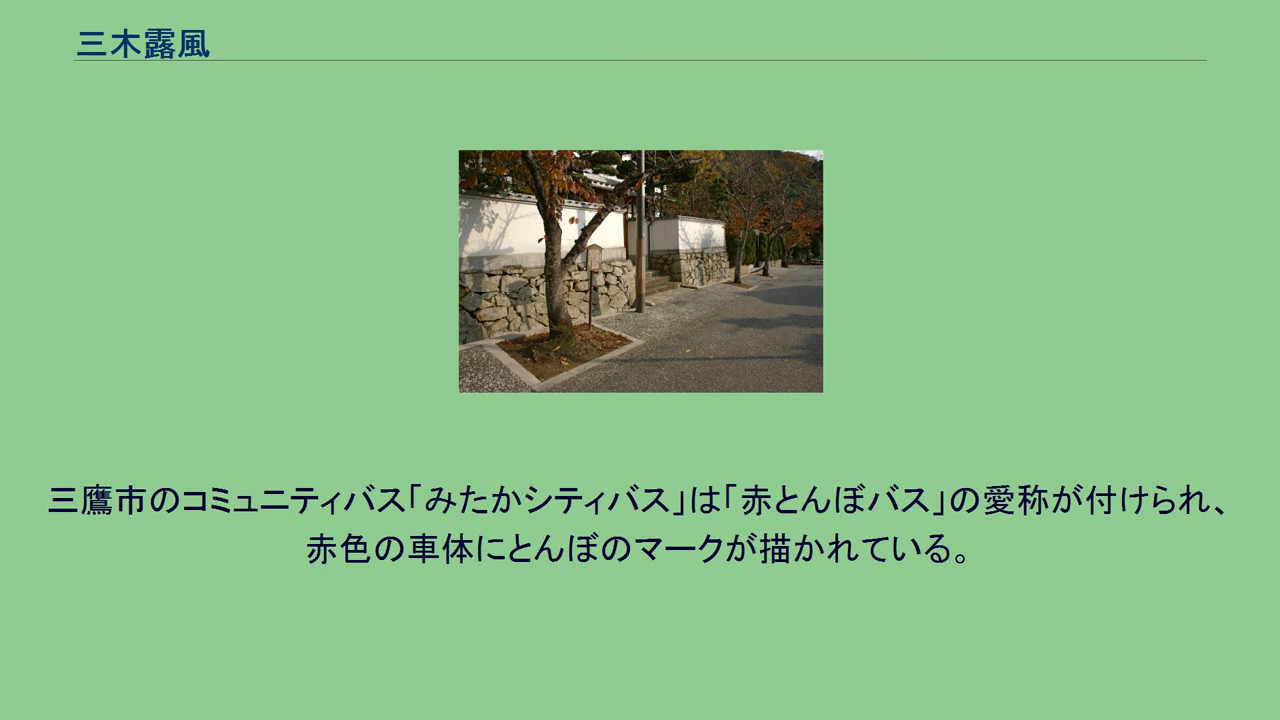 三木露風
三鷹市のコミュニティバス「みたかシティバス」は「赤とんぼバス」の愛称が付けられ、
赤色の車体にとんぼのマークが描かれている。